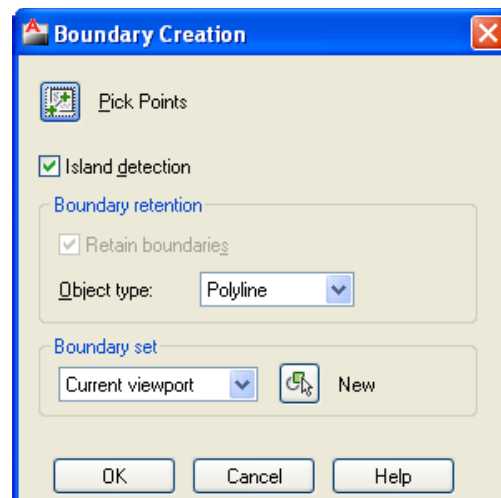 Boundary Creation
Pick Points
Island detection
Boundary retention
Retain boundaries
Object type: Polyline
Boundary set
Current viewport New
OK Cancel Help